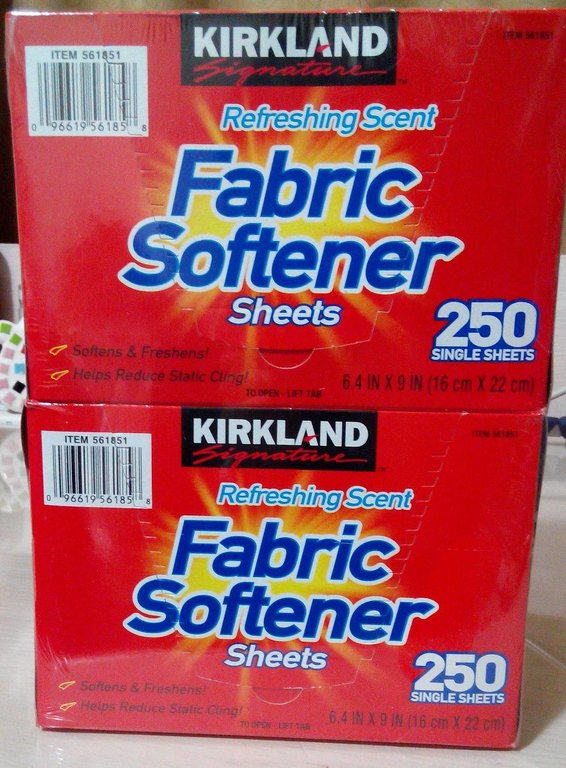 KIRKLAND
Signature
ITEM 561851
ITEM 561851
0 96619 56185 8
Refreshing Scent
Fabric
Softener
Sheets
250
SINGLE SHEETS
Softens & Freshens!
Helps Reduce Static Cling!
6.4 IN X 9 IN (16 cm X 22 cm)
TO OPEN - LIFT TAB
KIRKLAND
Signature
ITEM 561851
ITEM 561851
0 96619 56185 8
Refreshing Scent
Fabric
Softener
Sheets
250
SINGLE SHEETS
Softens & Freshens!
Helps Reduce Static Cling!
6.4 IN X 9 IN (16 cm X 22 cm)
TO OPEN - LIFT TAB